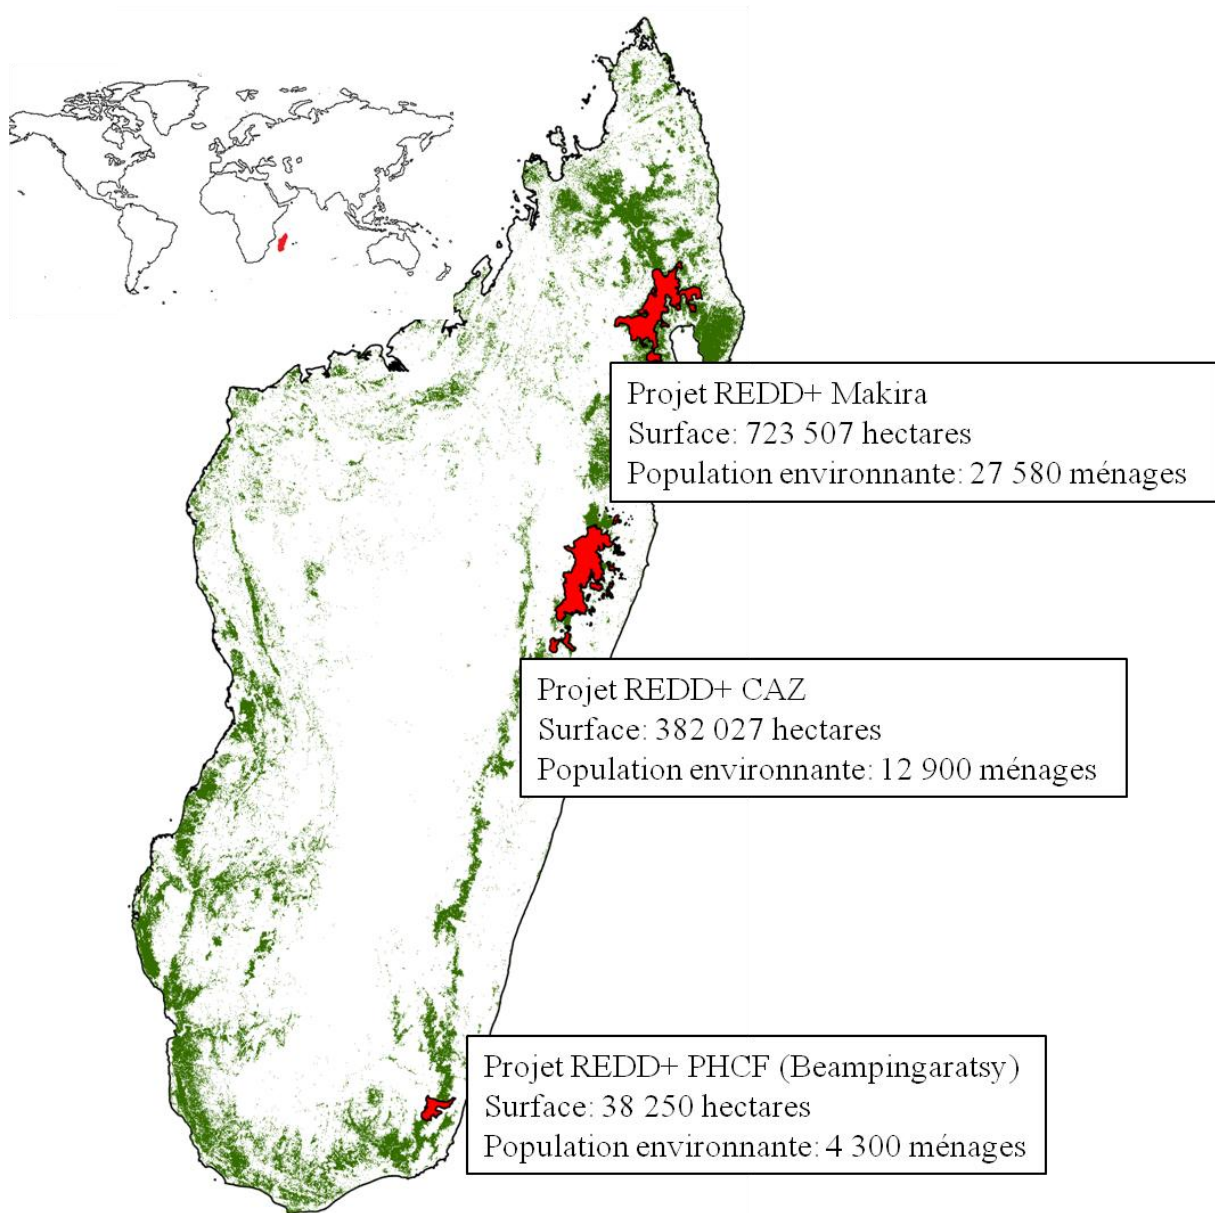 Projet REDD+ Makira
Surface: 723 507 hectares
Population environnante: 27 580 ménages
Projet REDD+ CAZ
Surface: 382 027 hectares
Population environnante: 12 900 ménages
Projet REDD+ PHCF (Beampingaratsy)
Surface: 38 250 hectares
Population environnante: 4 300 ménages